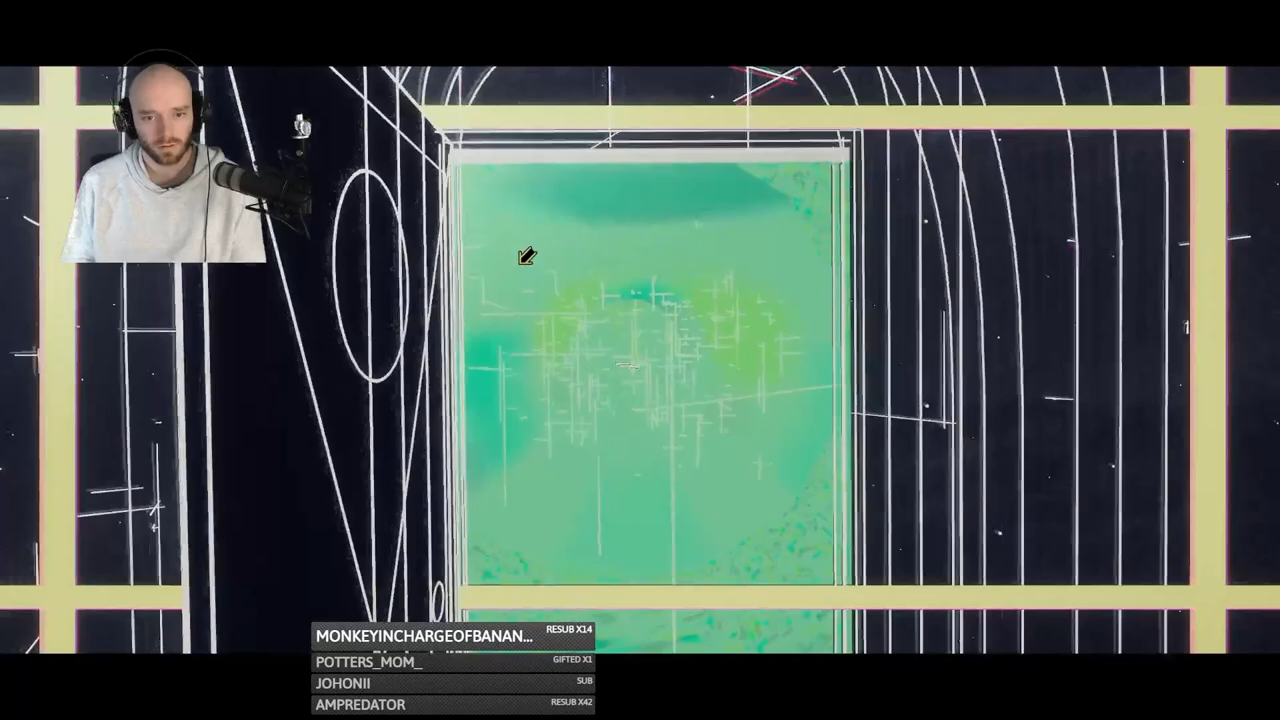 MONKEYINCHARGEOFBANAN... RESUB X14
POTTERS_MOM_ GIFTED X1
JOHONII SUB
AMPREDATOR RESUB X42